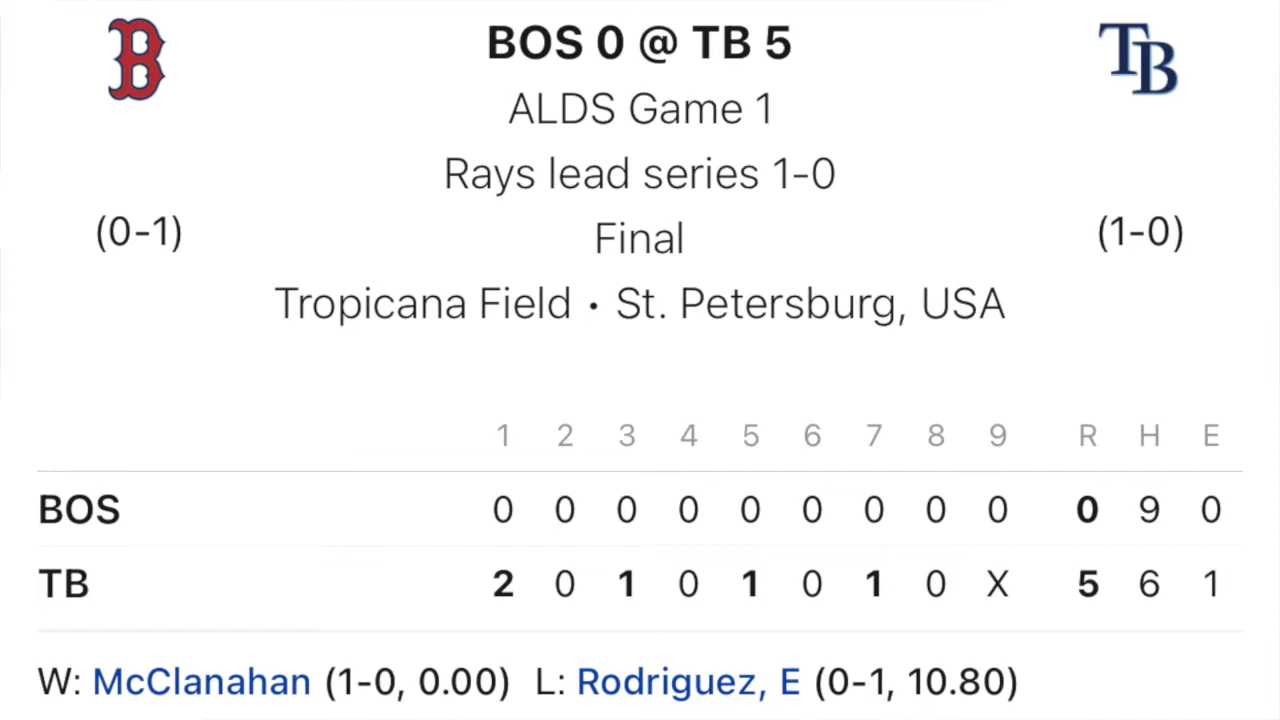 B
TB
BOS 0 @ TB 5
ALDS Game 1
Rays lead series 1-0
(0-1)
Final
(1-0)
Tropicana Field • St. Petersburg, USA
1 2 3 4 5 6 7 8 9 R H E
BOS 0 0 0 0 0 0 0 0 0 0 9 0
TB 2 0 1 0 1 0 1 0 X 5 6 1
W: McClanahan (1-0, 0.00) L: Rodriguez, E (0-1, 10.80)